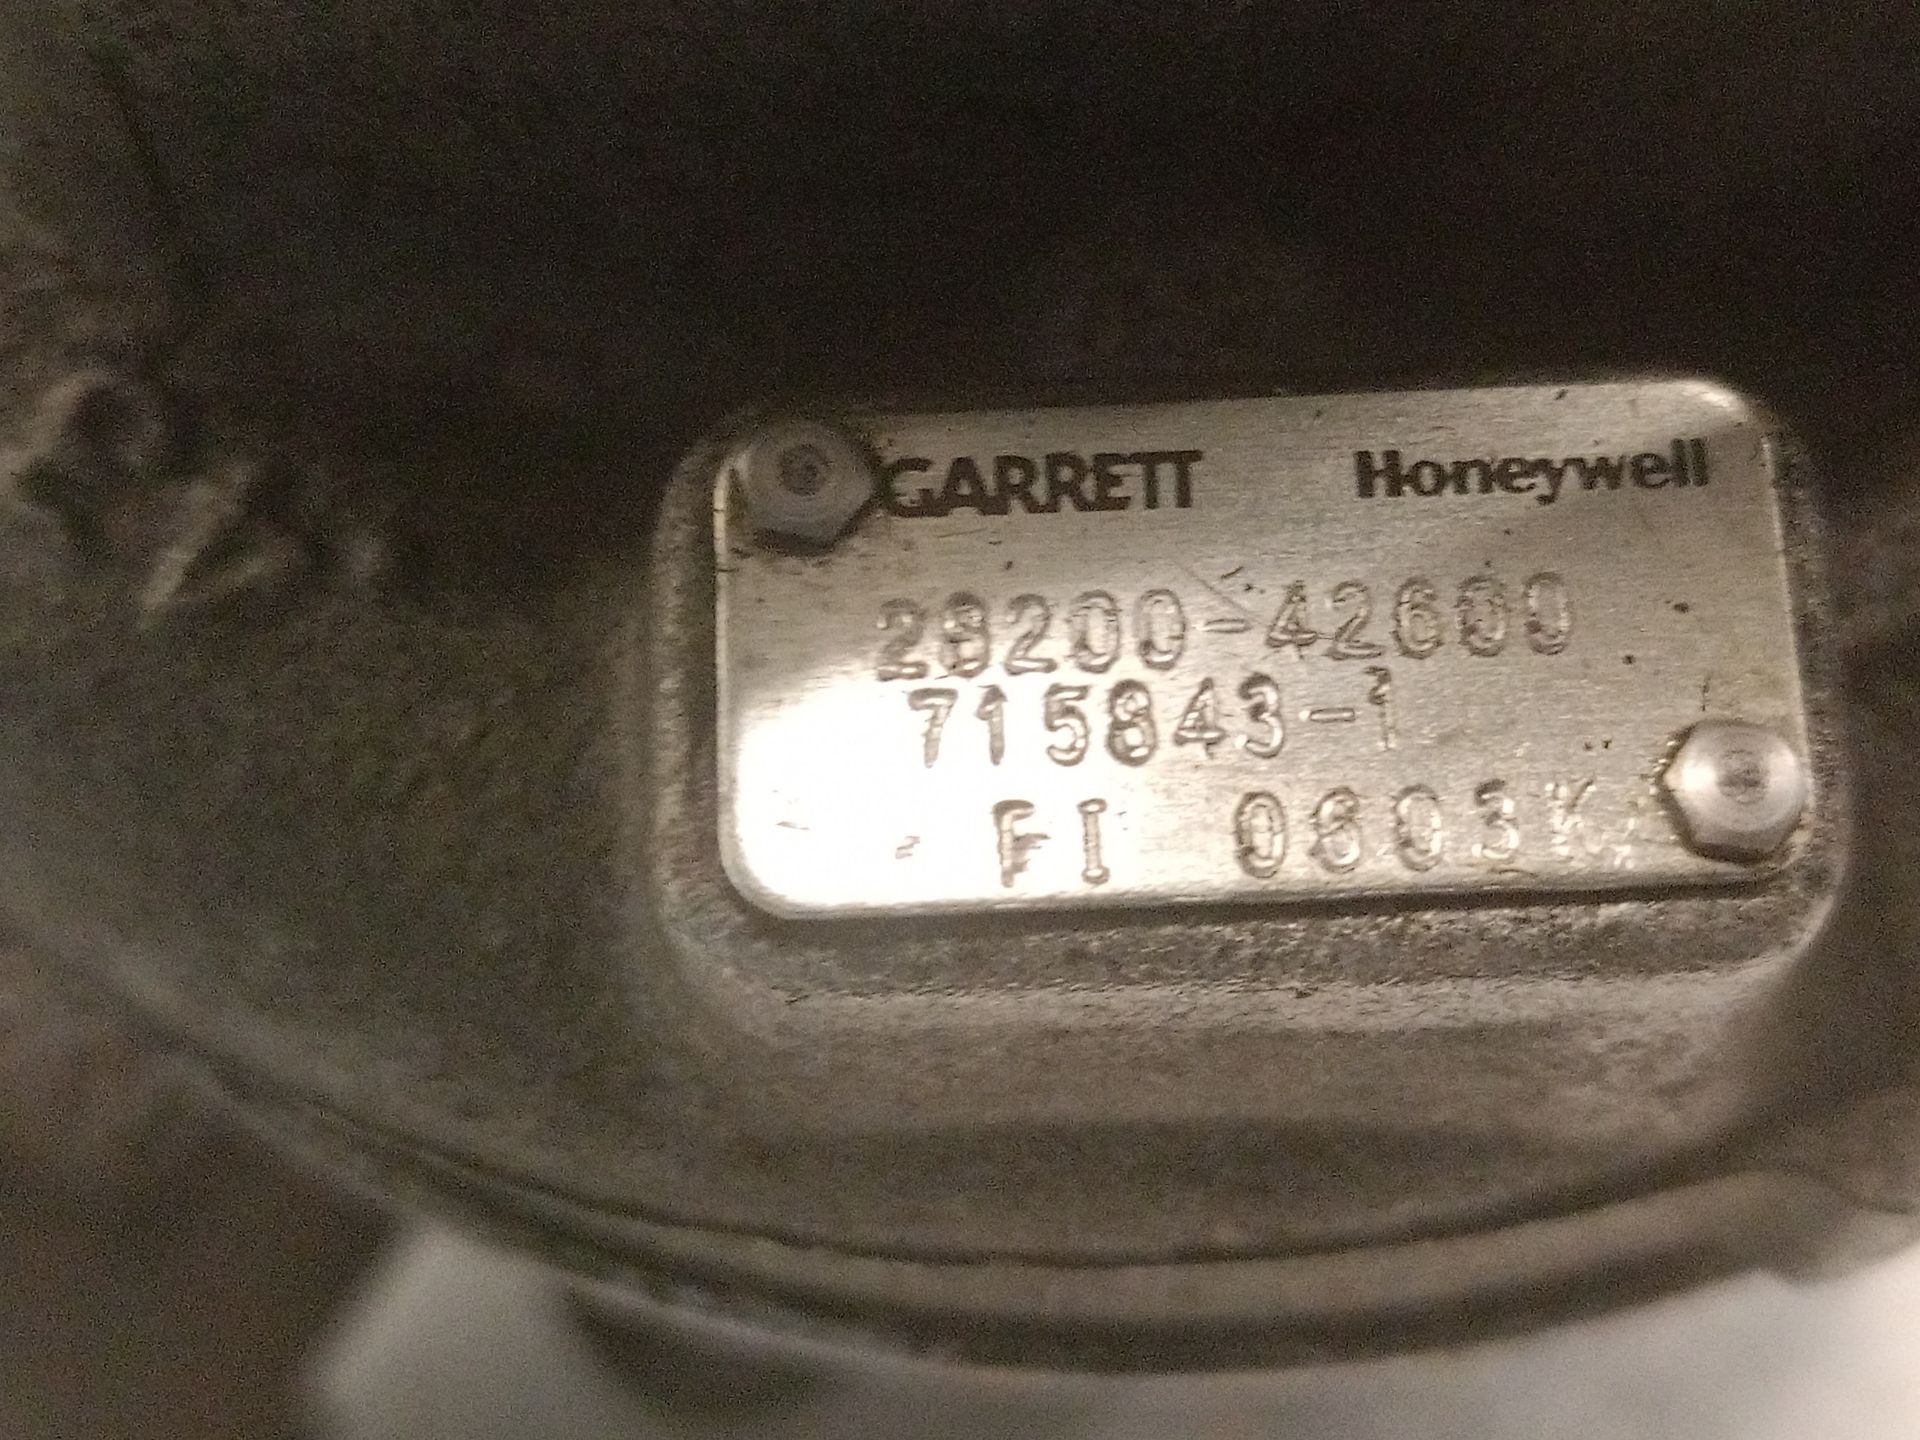 GARRETT Honeywell
28200-42600
715843-1
FI 0603K